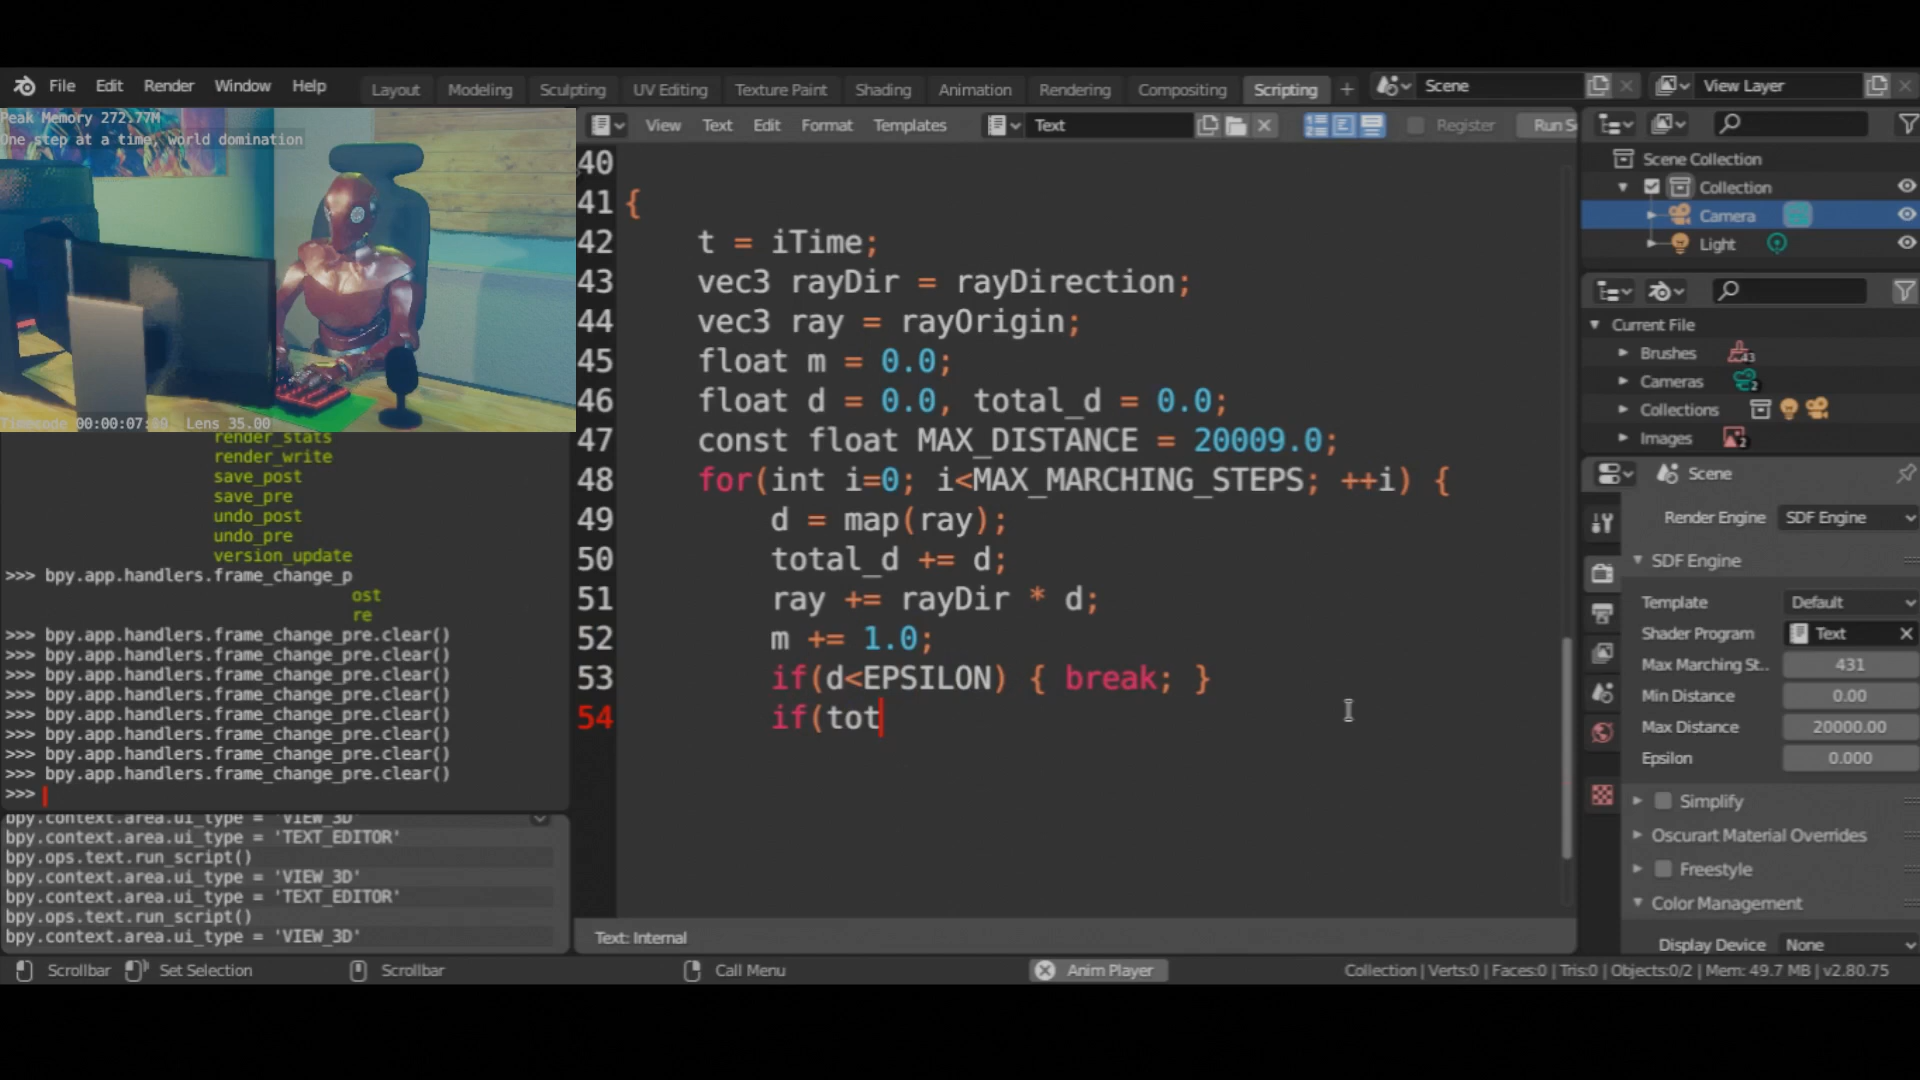 File Edit Render Window Help Layout Modeling Sculpting UV Editing Texture Paint Shading Animation Rendering Compositing Scripting + Scene View Layer
Peak Memory 272.77M
One step at a time, world domination
Lens 35.00
render_stats
render_write
save_post
save_pre
undo_post
undo_pre
version_update
>>> bpy.app.handlers.frame_change_p
ost
re
>>> bpy.app.handlers.frame_change_pre.clear()
>>> bpy.app.handlers.frame_change_pre.clear()
>>> bpy.app.handlers.frame_change_pre.clear()
>>> bpy.app.handlers.frame_change_pre.clear()
>>> bpy.app.handlers.frame_change_pre.clear()
>>> bpy.app.handlers.frame_change_pre.clear()
>>> bpy.app.handlers.frame_change_pre.clear()
>>> bpy.app.handlers.frame_change_pre.clear()
>>>
bpy.context.area.ui_type = 'VIEW_3D'
bpy.context.area.ui_type = 'TEXT_EDITOR'
bpy.ops.text.run_script()
bpy.context.area.ui_type = 'VIEW_3D'
bpy.context.area.ui_type = 'TEXT_EDITOR'
bpy.ops.text.run_script()
bpy.context.area.ui_type = 'VIEW_3D'
View Text Edit Format Templates Text Register Run S
40
41 {
42 t = iTime;
43 vec3 rayDir = rayDirection;
44 vec3 ray = rayOrigin;
45 float m = 0.0;
46 float d = 0.0, total_d = 0.0;
47 const float MAX_DISTANCE = 20009.0;
48 for(int i=0; i<MAX_MARCHING_STEPS; ++i) {
49 d = map(ray);
50 total_d += d;
51 ray += rayDir * d;
52 m += 1.0;
53 if(d<EPSILON) { break; }
54 if(tot
Text: Internal
Scene Collection
Collection
Camera
Light
Current File
Brushes 43
Cameras 2
Collections
Images 2
Scene
Render Engine SDF Engine
SDF Engine
Template Default
Shader Program Text
Max Marching St.. 431
Min Distance 0.00
Max Distance 20000.00
Epsilon 0.000
Simplify
Oscurart Material Overrides
Freestyle
Color Management
Display Device None
Scrollbar Set Selection Scrollbar Call Menu Anim Player Collection | Verts:0 | Faces:0 | Tris:0 | Objects:0/2 | Mem: 49.7 MB | v2.80.75